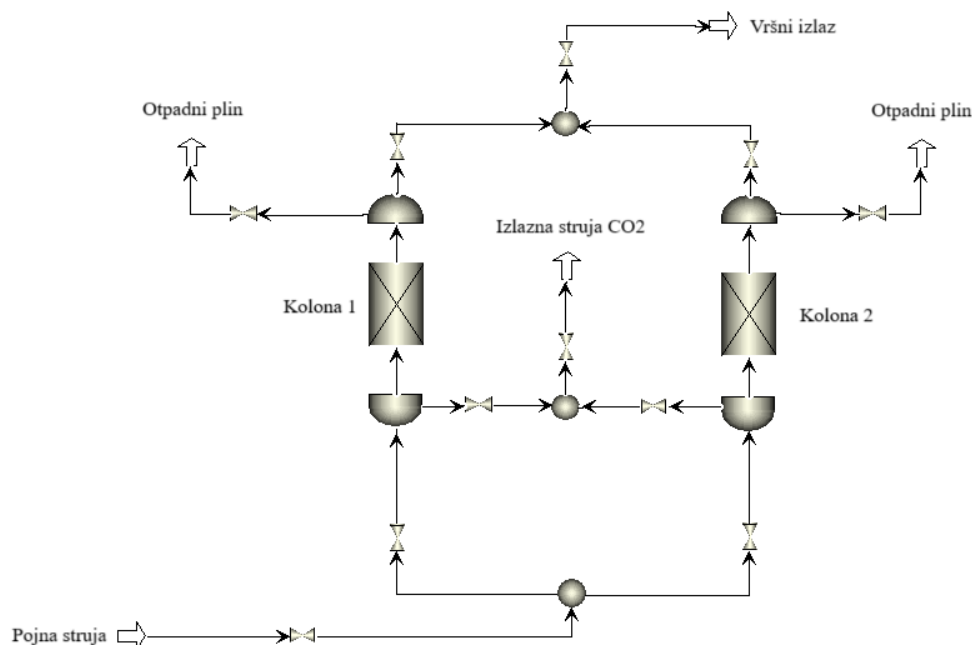 Vršni izlaz
Otpadni plin
Otpadni plin
Izlazna struja CO2
Kolona 1
Kolona 2
Pojna struja